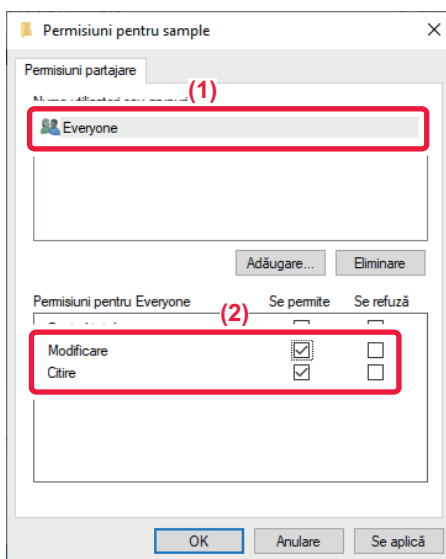 Permisiuni pentru sample
Permisiuni partajare
(1)
Everyone
Adăugare...
Eliminare
Permisiuni pentru Everyone
Se permite
Se refuză
(2)
Modificare
Citire
OK
Anulare
Se aplică